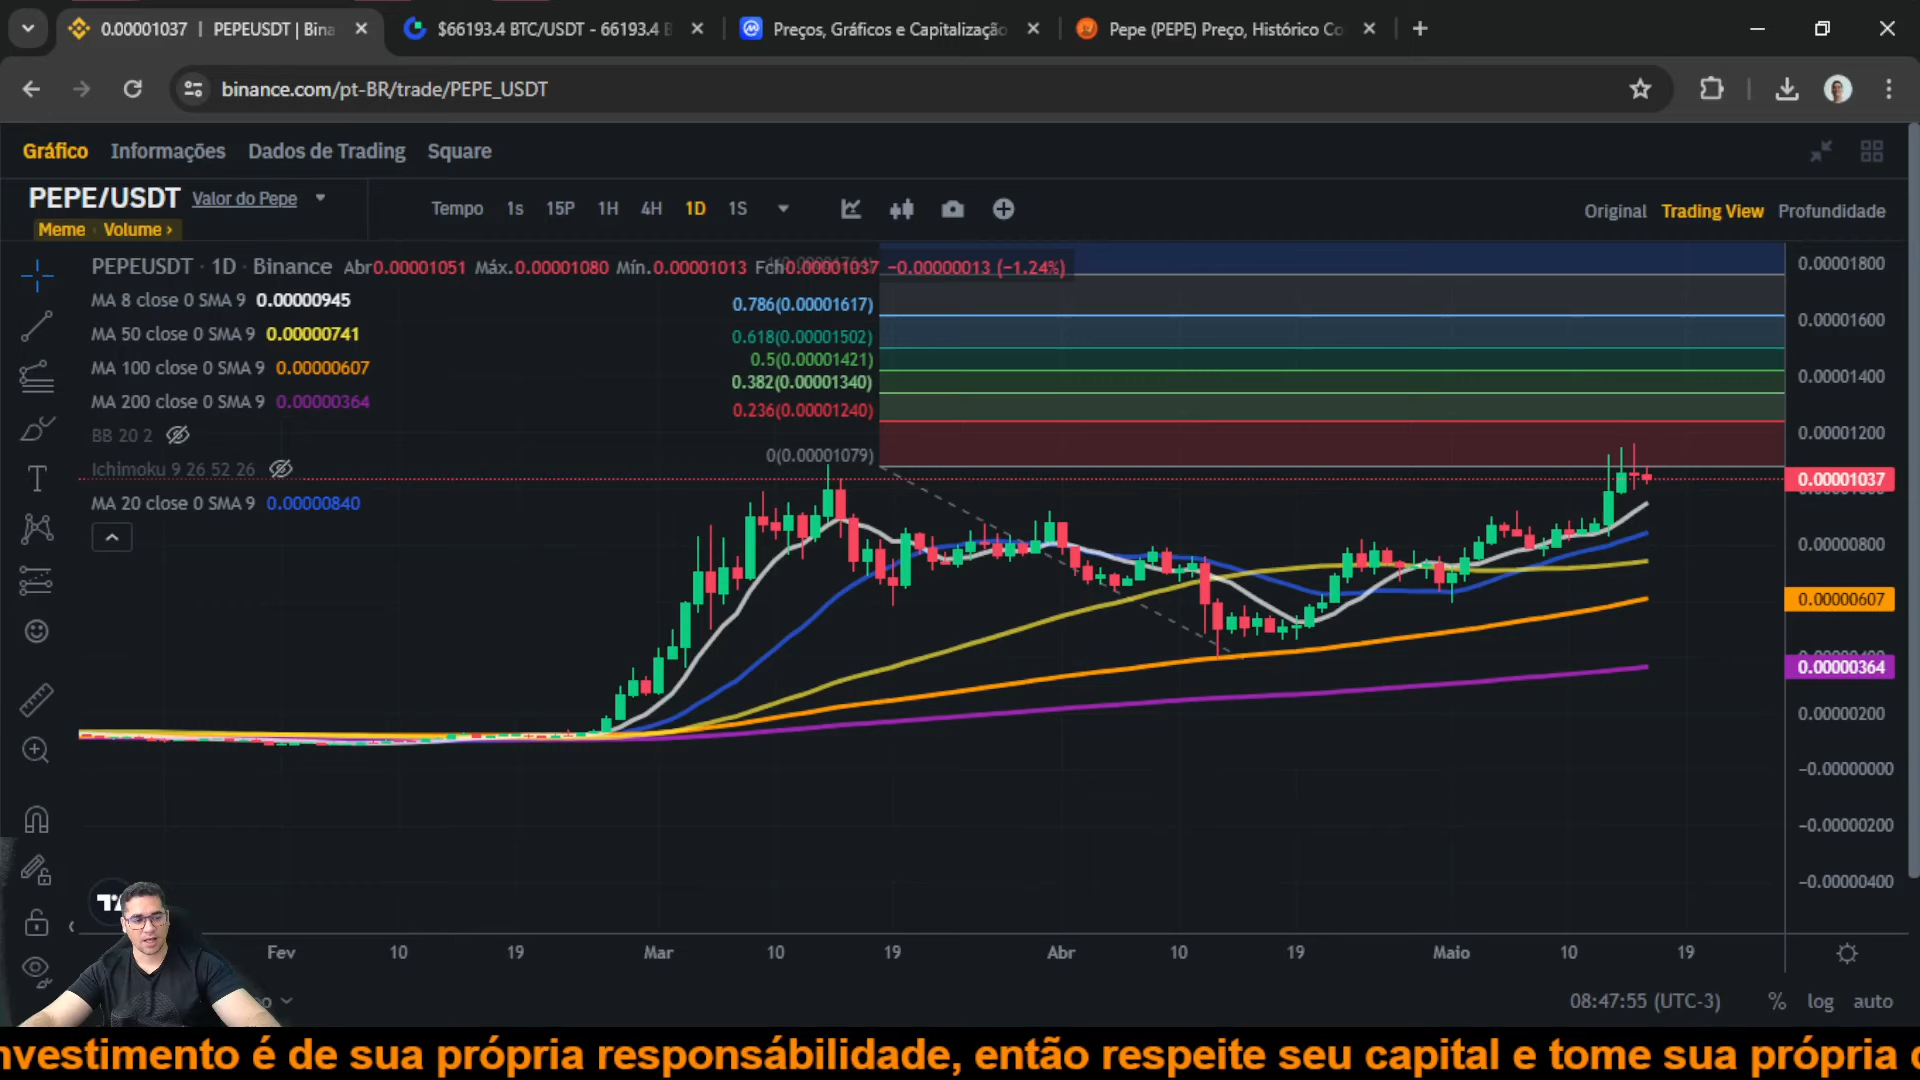 0.00001037 | PEPEUSDT | Bina
$66193.4 BTC/USDT - 66193.4 B
Preços, Gráficos e Capitalização
Pepe (PEPE) Preço, Histórico Co
binance.com/pt-BR/trade/PEPE_USDT
Gráfico Informações Dados de Trading Square
PEPE/USDT Valor do Pepe
Meme Volume ›
Tempo 1s 15P 1H 4H 1D 1S
Original Trading View Profundidade
PEPEUSDT · 1D · Binance Abr0.00001051 Máx.0.00001080 Mín.0.00001013 Fch0.00001037 −0.00000013 (−1.24%)
MA 8 close 0 SMA 9 0.00000945
MA 50 close 0 SMA 9 0.00000741
MA 100 close 0 SMA 9 0.00000607
MA 200 close 0 SMA 9 0.00000364
BB 20 2
Ichimoku 9 26 52 26
MA 20 close 0 SMA 9 0.00000840
0.786(0.00001617)
0.618(0.00001502)
0.5(0.00001421)
0.382(0.00001340)
0.236(0.00001240)
0(0.00001079)
0.00001800
0.00001600
0.00001400
0.00001200
0.00001037
0.00000800
0.00000607
0.00000364
0.00000200
−0.00000000
−0.00000200
−0.00000400
Fev 10 19 Mar 10 19 Abr 10 19 Maio 10 19
08:47:55 (UTC-3) % log auto
nvestimento é de sua própria responsábilidade, então respeite seu capital e tome sua própria